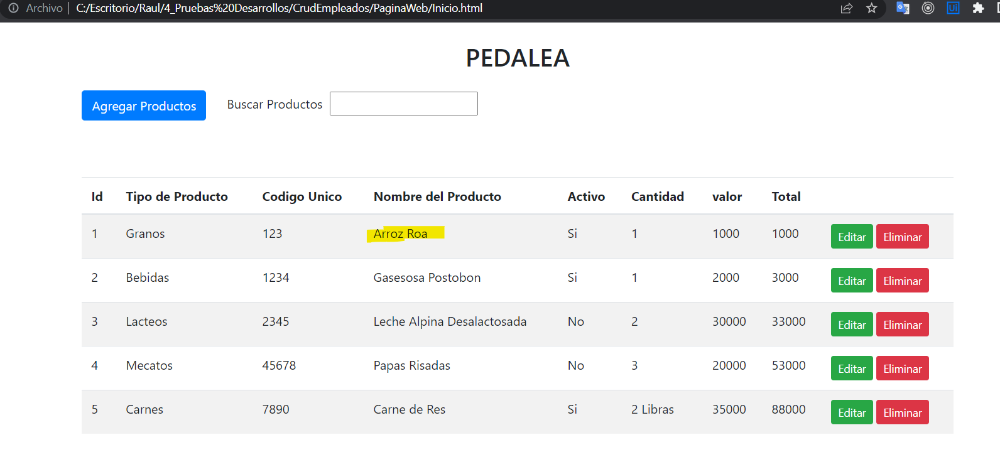 Archivo | C:/Escritorio/Raul/4_Pruebas%20Desarrollos/CrudEmpleados/PaginaWeb/Inicio.html
Ui
PEDALEA
Agregar Productos Buscar Productos
Id Tipo de Producto Codigo Unico Nombre del Producto Activo Cantidad valor Total
1 Granos 123 Arroz Roa Si 1 1000 1000 Editar Eliminar
2 Bebidas 1234 Gasesosa Postobon Si 1 2000 3000 Editar Eliminar
3 Lacteos 2345 Leche Alpina Desalactosada No 2 30000 33000 Editar Eliminar
4 Mecatos 45678 Papas Risadas No 3 20000 53000 Editar Eliminar
5 Carnes 7890 Carne de Res Si 2 Libras 35000 88000 Editar Eliminar